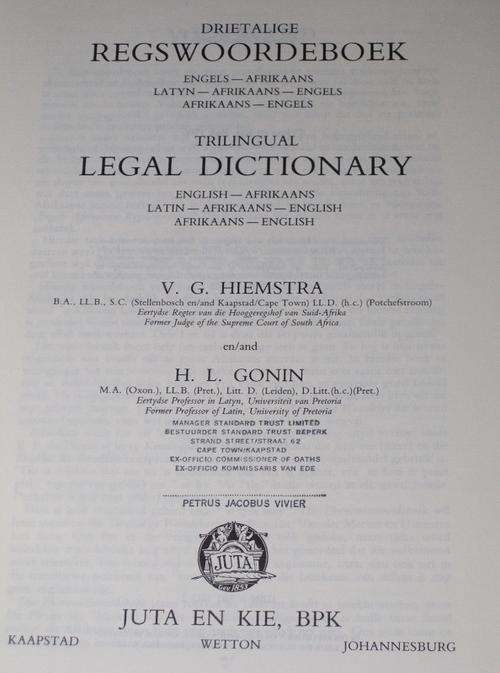 DRIETALIGE
REGSWOORDEBOEK
ENGELS — AFRIKAANS
LATYN — AFRIKAANS — ENGELS
AFRIKAANS — ENGELS
TRILINGUAL
LEGAL DICTIONARY
ENGLISH — AFRIKAANS
LATIN — AFRIKAANS — ENGLISH
AFRIKAANS — ENGLISH
V. G. HIEMSTRA
B.A., LL.B., S.C. (Stellenbosch en/and Kaapstad/Cape Town) LL.D. (h.c.) (Potchefstroom)
Eertydse Regter van die Hooggeregshof van Suid-Afrika
Former Judge of the Supreme Court of South Africa
en/and
H. L. GONIN
M.A. (Oxon.), LL.B. (Pret.), Litt. D. (Leiden), D.Litt.(h.c.)(Pret.)
Eertydse Professor in Latyn, Universiteit van Pretoria
Former Professor of Latin, University of Pretoria
MANAGER STANDARD TRUST LIMITED
BESTUURDER STANDARD TRUST BEPERK
STRAND STREET/STRAAT 62
CAPE TOWN/KAAPSTAD
EX-OFFICIO COMMISSIONER OF OATHS
EX-OFFICIO KOMMISSARIS VAN EDE
PETRUS JACOBUS VIVIER
JUTA
1853
JUTA EN KIE, BPK
KAAPSTAD WETTON JOHANNESBURG